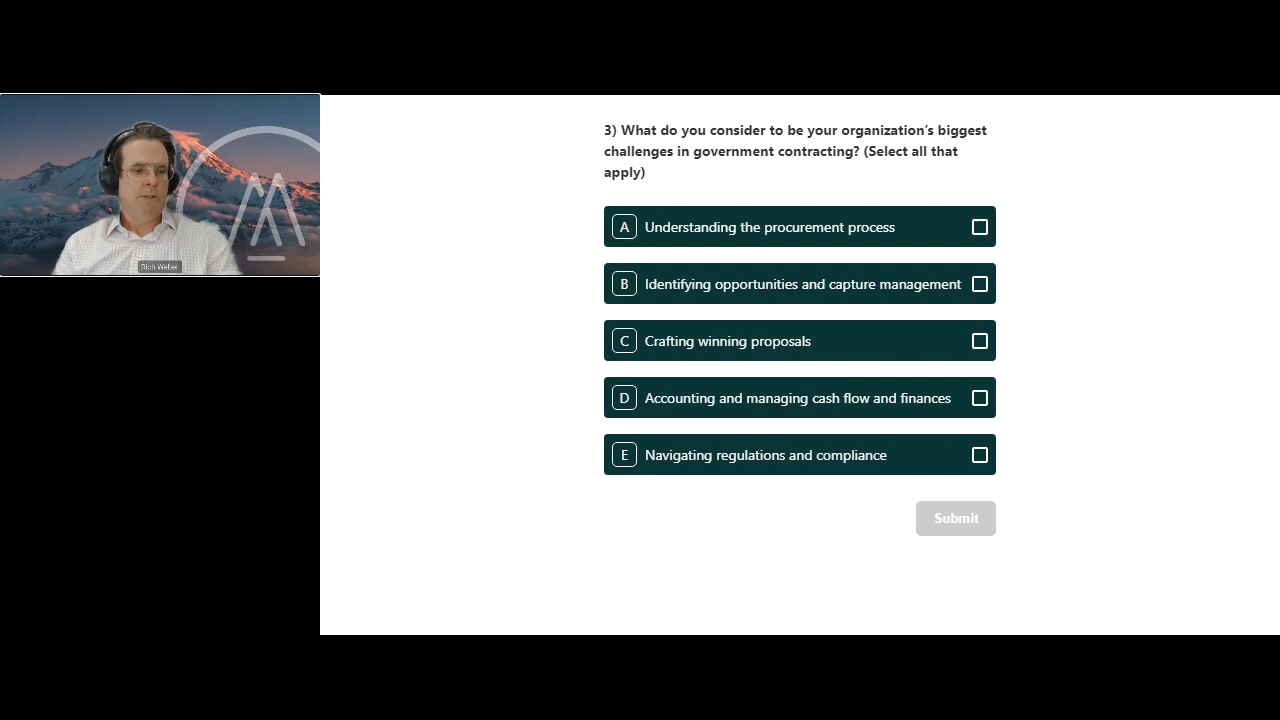 Rich Weber
3) What do you consider to be your organization’s biggest
challenges in government contracting? (Select all that
apply)
A Understanding the procurement process
B Identifying opportunities and capture management
C Crafting winning proposals
D Accounting and managing cash flow and finances
E Navigating regulations and compliance
Submit